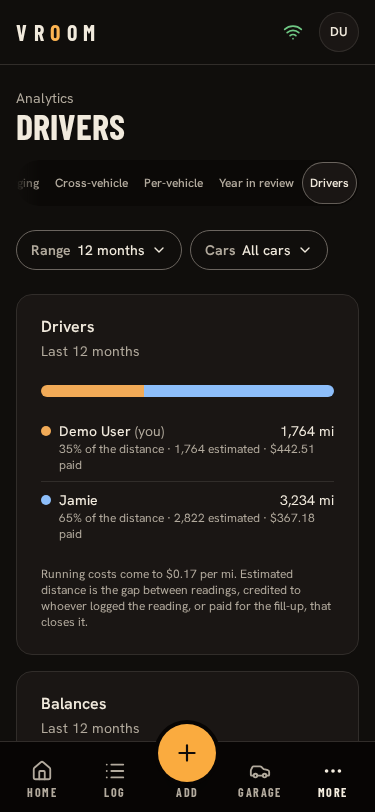 VROOM
DU
Analytics
DRIVERS
ging Cross-vehicle Per-vehicle Year in review Drivers
Range 12 months Cars All cars
Drivers
Last 12 months
Demo User (you) 1,764 mi
35% of the distance · 1,764 estimated · $442.51
paid
Jamie 3,234 mi
65% of the distance · 2,822 estimated · $367.18
paid
Running costs come to $0.17 per mi. Estimated
distance is the gap between readings, credited to
whoever logged the reading, or paid for the fill-up, that
closes it.
Balances
Last 12 months
HOME LOG ADD GARAGE MORE